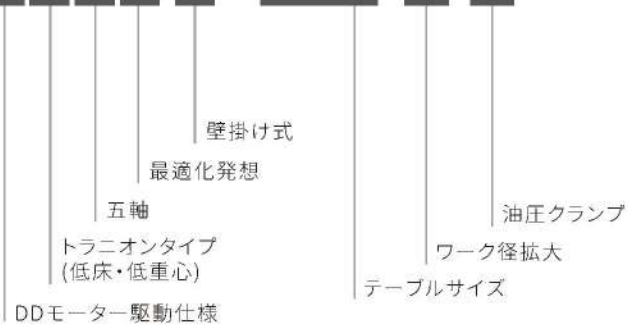 壁掛け式
最適化発想
五軸
油圧クランプ
トラニオンタイプ
(低床・低重心)
ワーク径拡大
テーブルサイズ
DDモーター駆動仕様